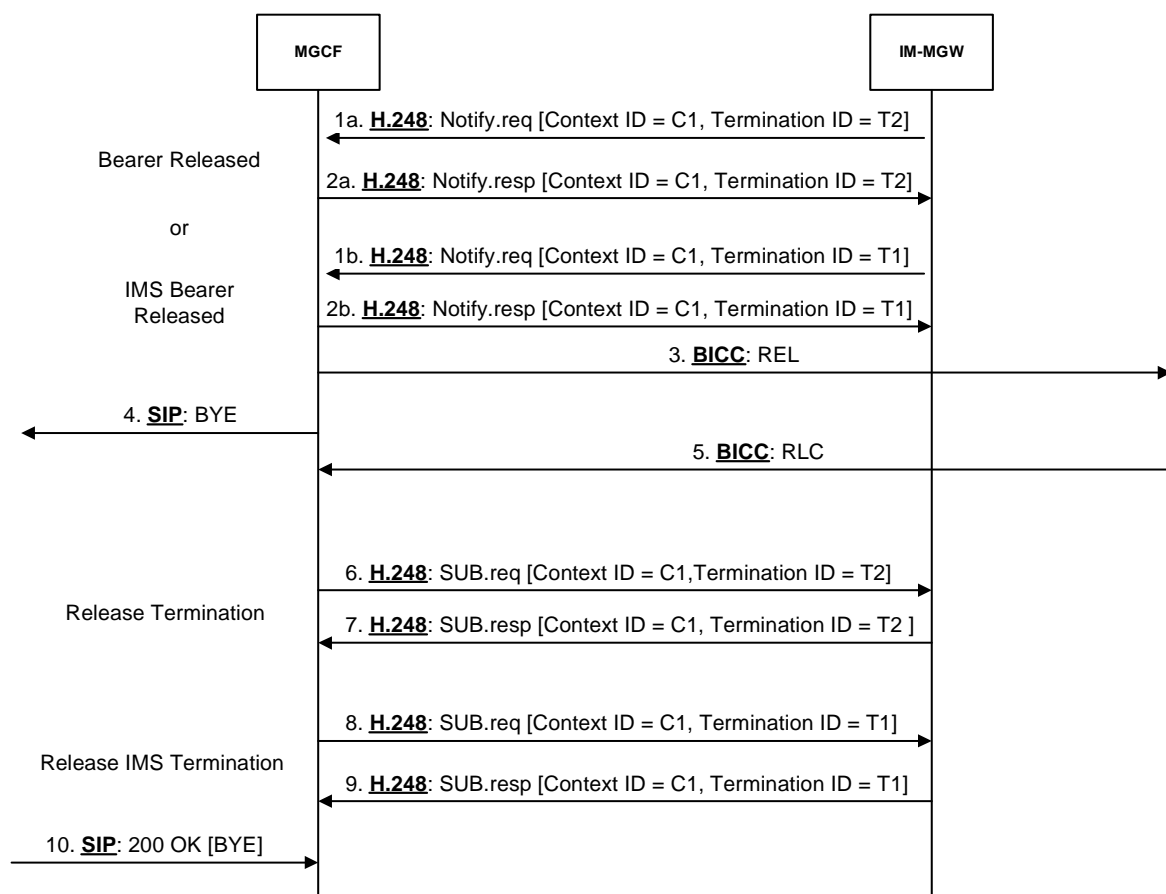 MGCF
IM-MGW
1a. H.248: Notify.req [Context ID = C1, Termination ID = T2]
Bearer Released
2a. H.248: Notify.resp [Context ID = C1, Termination ID = T2]
or
1b. H.248: Notify.req [Context ID = C1, Termination ID = T1]
IMS Bearer
Released
2b. H.248: Notify.resp [Context ID = C1, Termination ID = T1]
3. BICC: REL
4. SIP: BYE
5. BICC: RLC
6. H.248: SUB.req [Context ID = C1,Termination ID = T2]
Release Termination
7. H.248: SUB.resp [Context ID = C1, Termination ID = T2 ]
8. H.248: SUB.req [Context ID = C1, Termination ID = T1]
Release IMS Termination
9. H.248: SUB.resp [Context ID = C1, Termination ID = T1]
10. SIP: 200 OK [BYE]